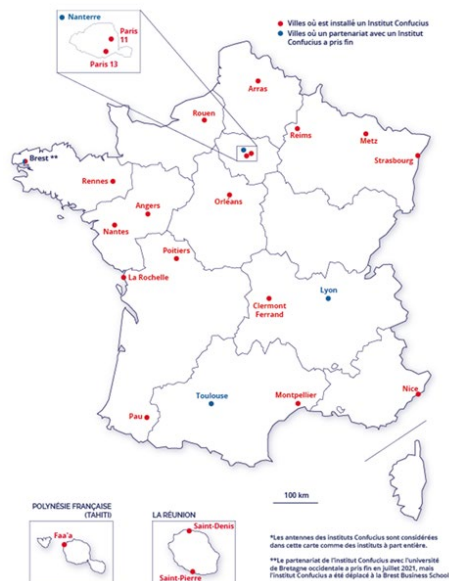 Nanterre
Paris
11
Paris 13
Villes où est installé un Institut Confucius
Villes où un partenariat avec un Institut
Confucius a pris fin
Arras
Rouen
Reims
Metz
Strasbourg
Brest **
Rennes
Orléans
Angers
Nantes
Poitiers
La Rochelle
Lyon
Clermont
Ferrand
Toulouse
Montpellier
Nice
Pau
100 km
POLYNÉSIE FRANÇAISE
(TAHITI)
Faa'a
LA RÉUNION
Saint-Denis
Saint-Pierre
*Les antennes des instituts Confucius sont considérées
dans cette carte comme des instituts à part entière.
**Le partenariat de l'institut Confucius avec l'université
de Bretagne occidentale a pris fin en juillet 2021, mais
l'institut Confucius a été déplacé à la Brest Business School